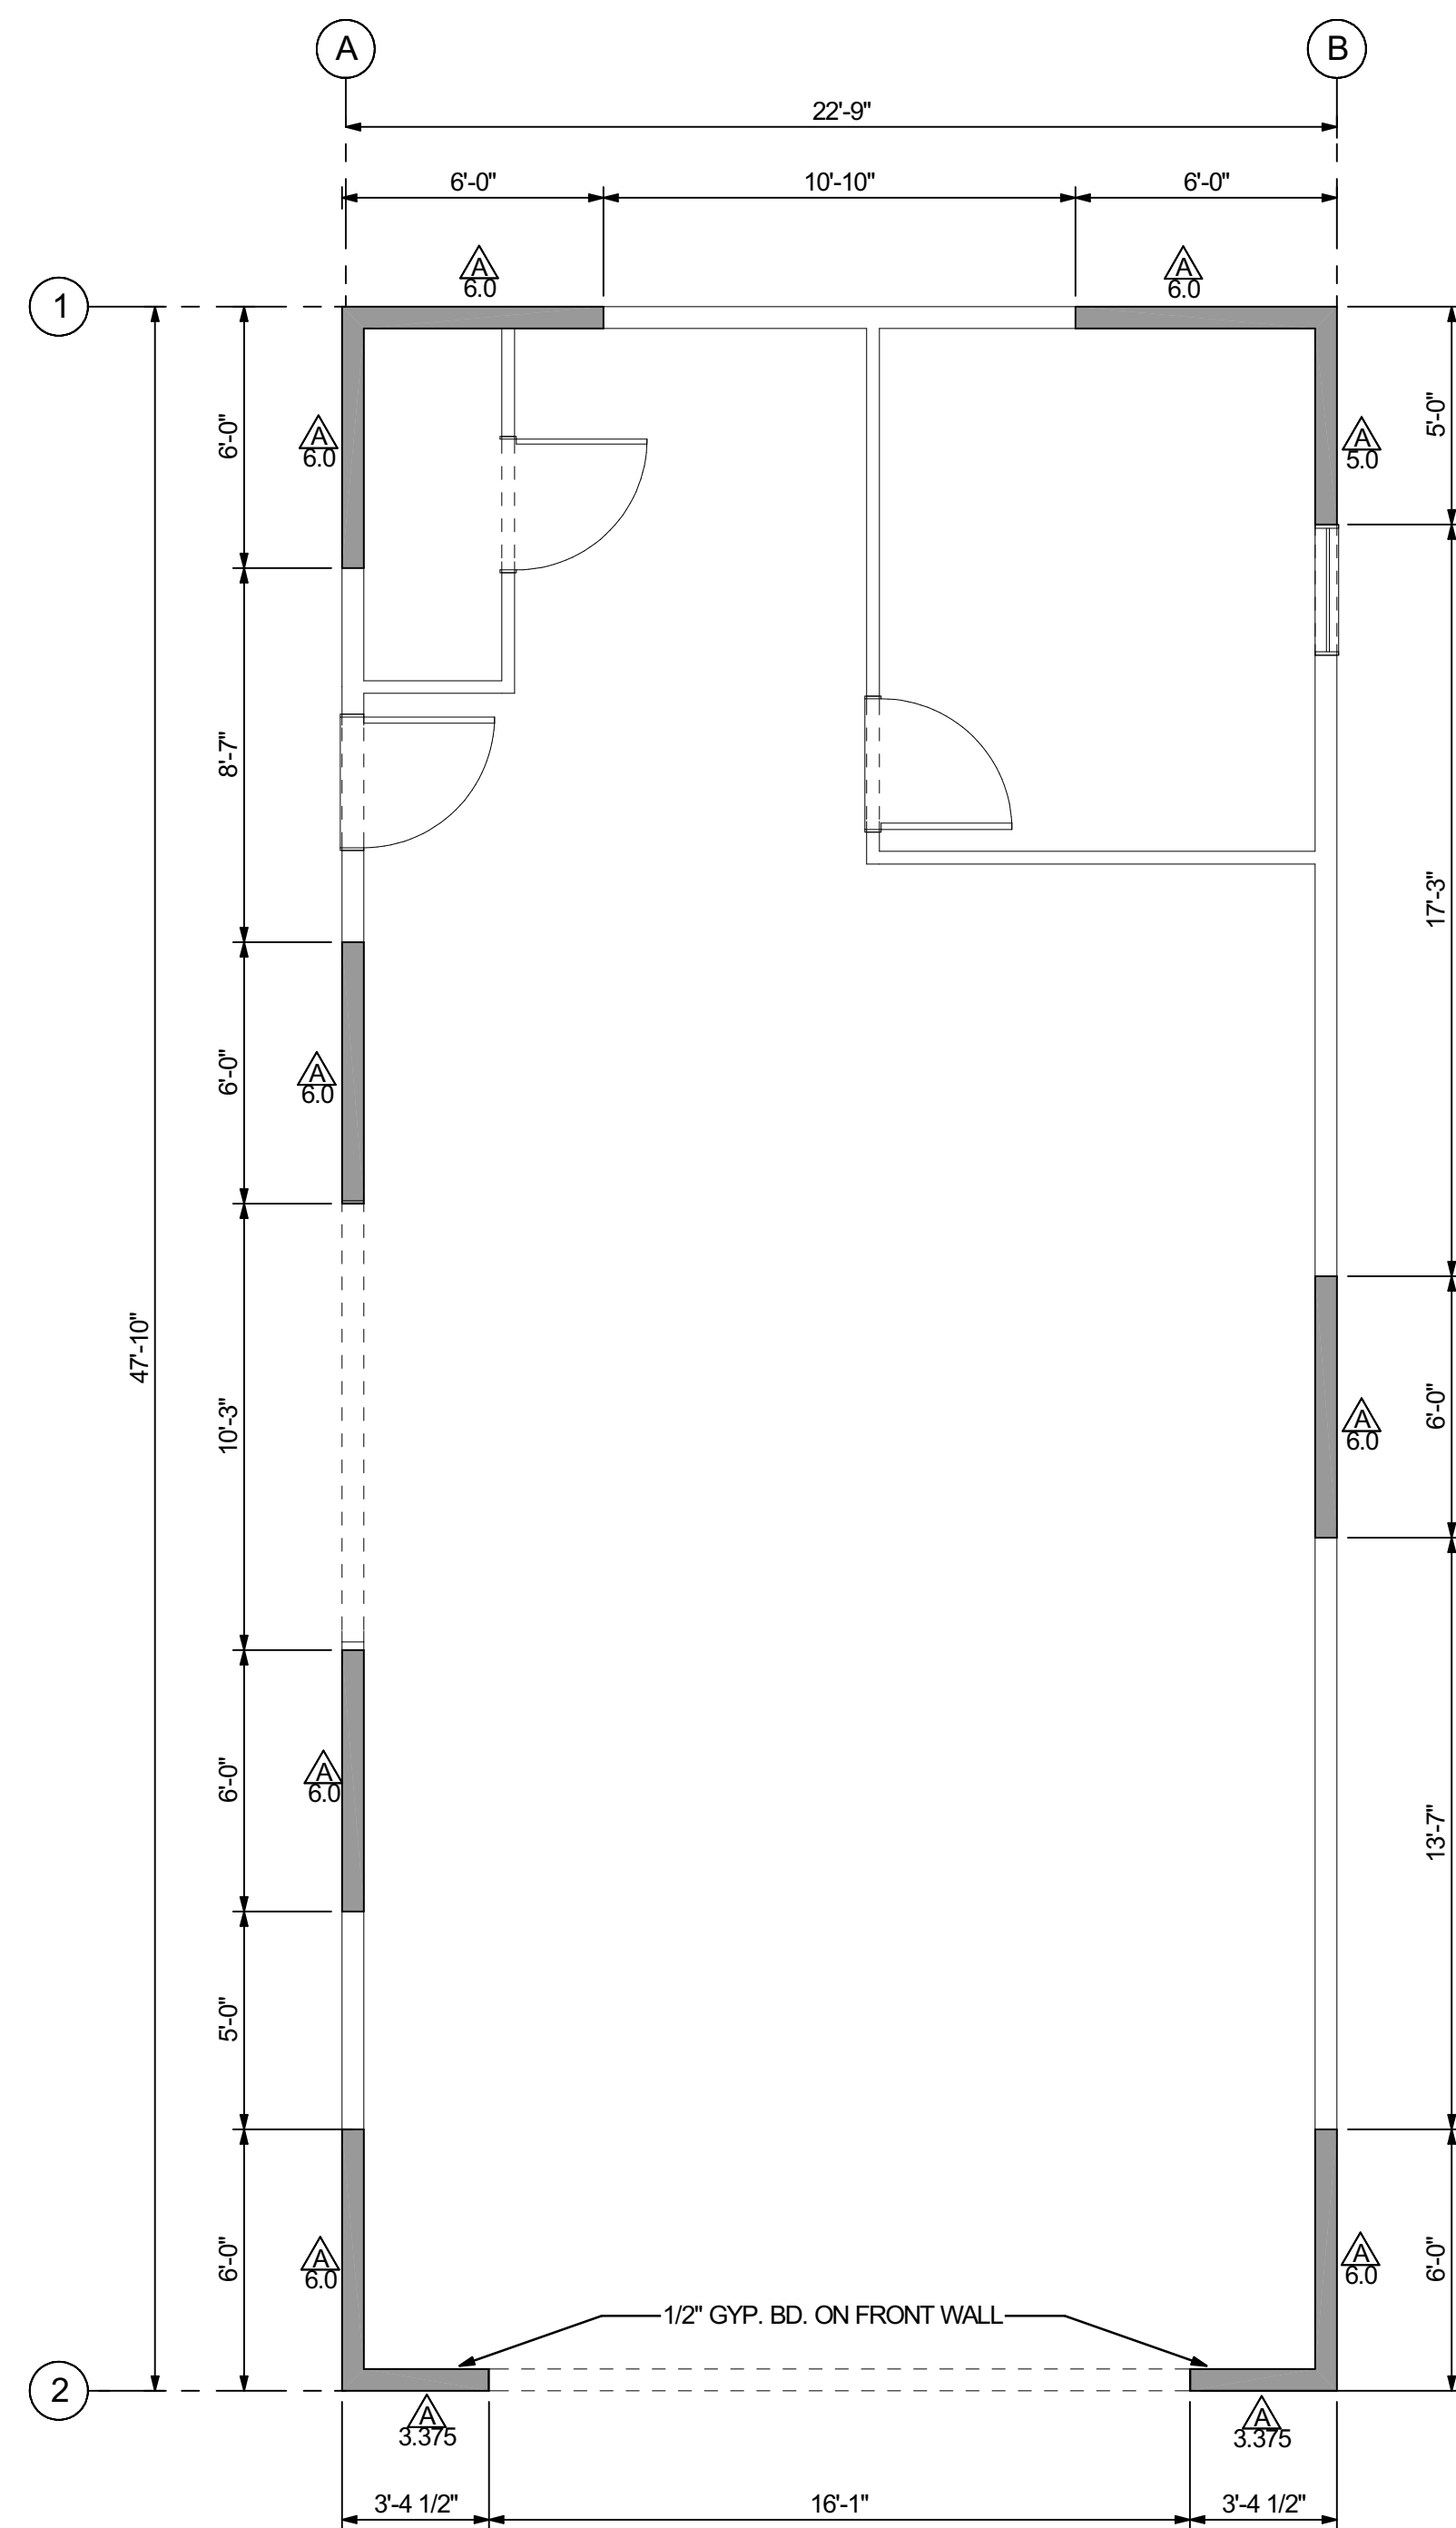 A
B
22'-9"
6'-0"
10'-10"
6'-0"
A
6.0
A
6.0
1
6'-0"
A
6.0
A
5.0
5'-0"
8'-7"
17'-3"
6'-0"
A
6.0
47'-10"
10'-3"
A
6.0
6'-0"
6'-0"
A
6.0
13'-7"
5'-0"
6'-0"
A
6.0
A
6.0
6'-0"
1/2" GYP. BD. ON FRONT WALL
2
A
3.375
A
3.375
3'-4 1/2"
16'-1"
3'-4 1/2"